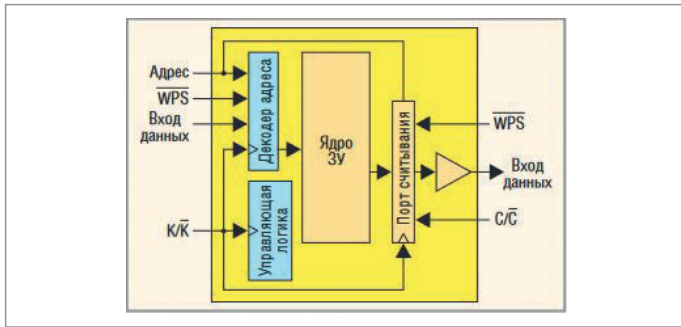 Адрес
WPS
Вход
данных
K/K
Декодер адреса
Управляющая
логика
Ядро
ЗУ
Порт считывания
WPS
Вход
данных
C/C